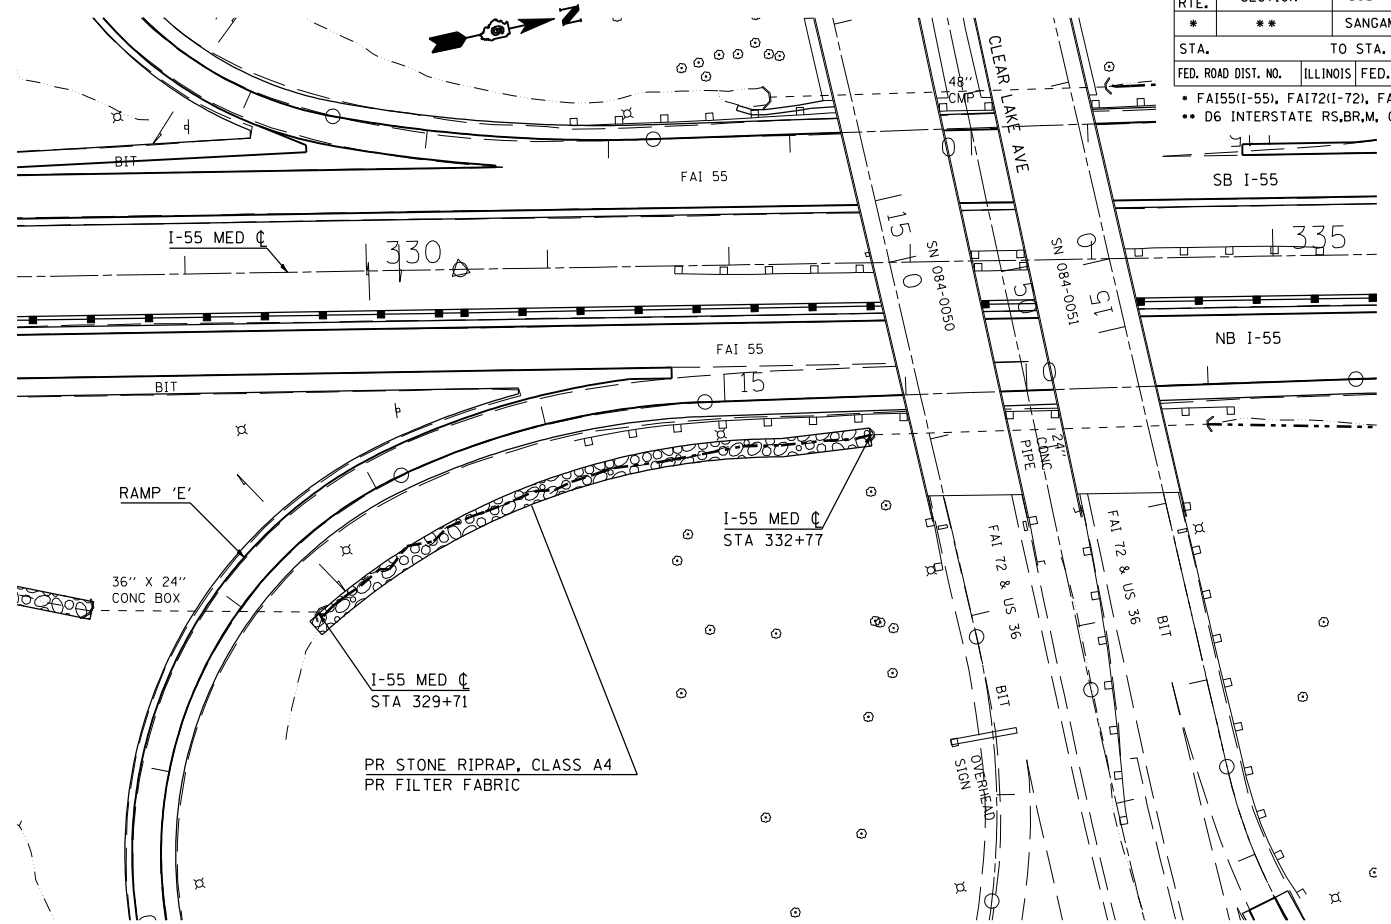 N
RTE.
* ** SANGAM
STA. TO STA.
FED. ROAD DIST. NO. ILLINOIS FED.
* FAI55(I-55), FAI72(I-72), FA
** D6 INTERSTATE RS,BR,M,
48" CMP
CLEAR LAKE AVE
BIT
FAI 55
SB I-55
I-55 MED ℄
330
335
15
0
SN 084-0050
50
SN 084-0051
0
15
NB I-55
FAI 55
BIT
15
RAMP 'E'
24"
CONC
PIPE
I-55 MED ℄
STA 332+77
36" X 24"
CONC BOX
FAI 72 & US 36
FAI 72 & US 36
BIT
BIT
I-55 MED ℄
STA 329+71
PR STONE RIPRAP, CLASS A4
PR FILTER FABRIC
OVERHEAD
SIGN